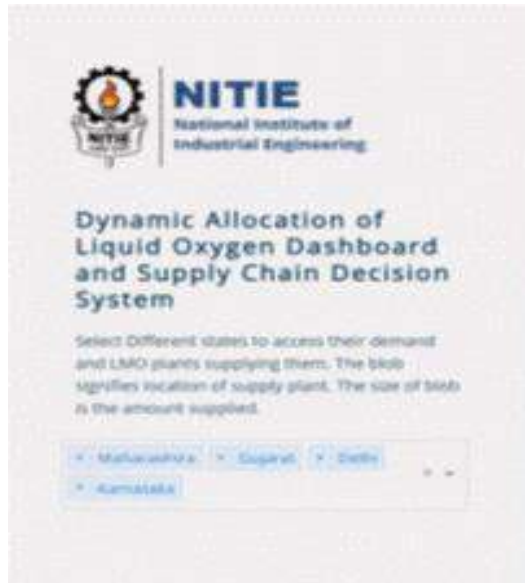 NITIE
National Institute of
Industrial Engineering
NITIE
Dynamic Allocation of
Liquid Oxygen Dashboard
and Supply Chain Decision
System
Select Different states to access their demand
and LMO plants supplying them. The blob
signifies location of supply plant. The size of blob
is the amount supplied.
× Maharashtra × Gujarat × Delhi
× Karnataka